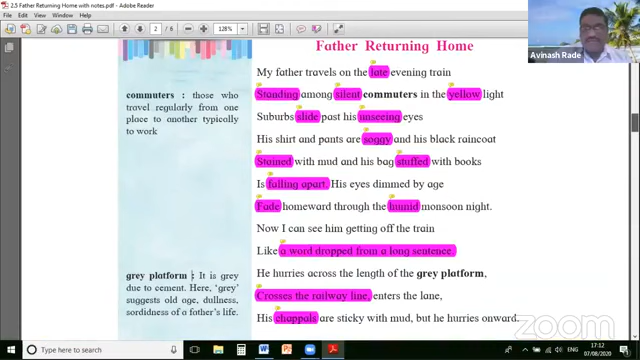 2.5 Father Returning Home with notes.pdf - Adobe Reader
File Edit View Window Help
2 / 6
128%
Avinash Rade
Father Returning Home
My father travels on the late evening train
Standing among silent commuters in the yellow light
Suburbs slide past his unseeing eyes
His shirt and pants are soggy and his black raincoat
Stained with mud and his bag stuffed with books
Is falling apart. His eyes dimmed by age
Fade homeward through the humid monsoon night.
Now I can see him getting off the train
Like a word dropped from a long sentence.
He hurries across the length of the grey platform,
Crosses the railway line, enters the lane,
His chappals are sticky with mud, but he hurries onward.
commuters : those who
travel regularly from one
place to another typically
to work
grey platform : It is grey
due to cement. Here, 'grey'
suggests old age, dullness,
sordidness of a father's life.
zoom
Type here to search
17:12
07/08/2020